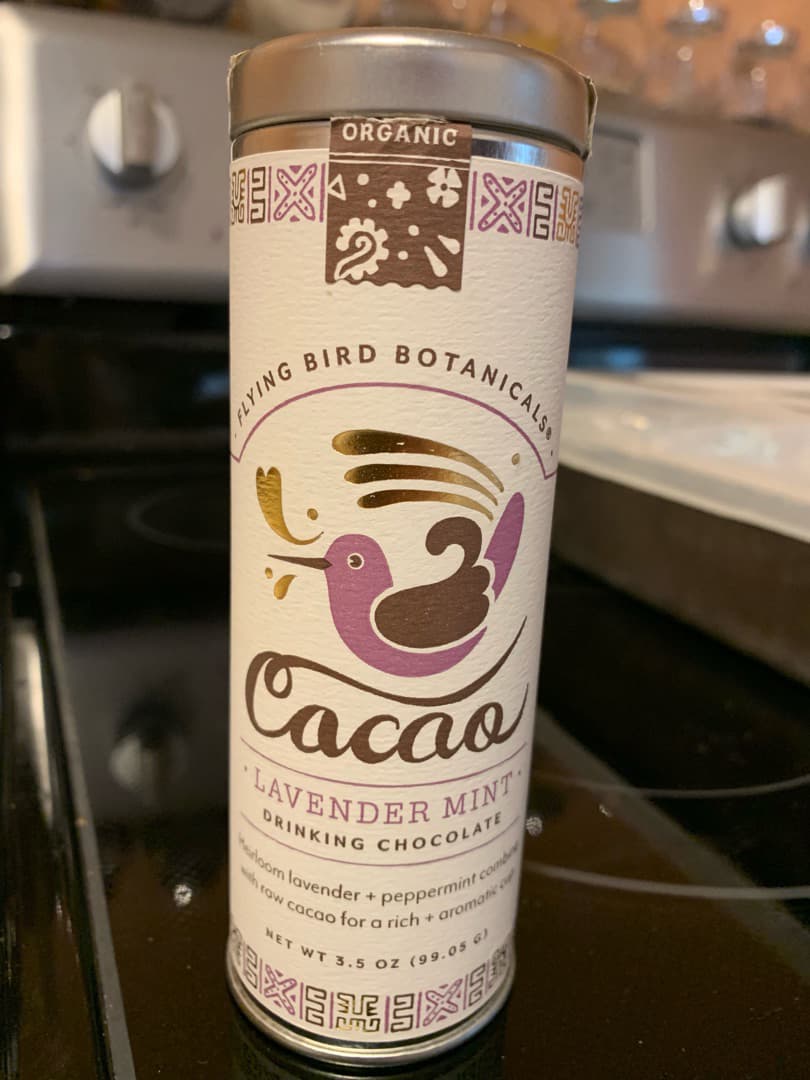 ORGANIC
FLYING BIRD BOTANICALS®
Cacao
LAVENDER MINT
DRINKING CHOCOLATE
Heirloom lavender + peppermint combine
with raw cacao for a rich + aromatic cup
NET WT 3.5 OZ (99.05 G)